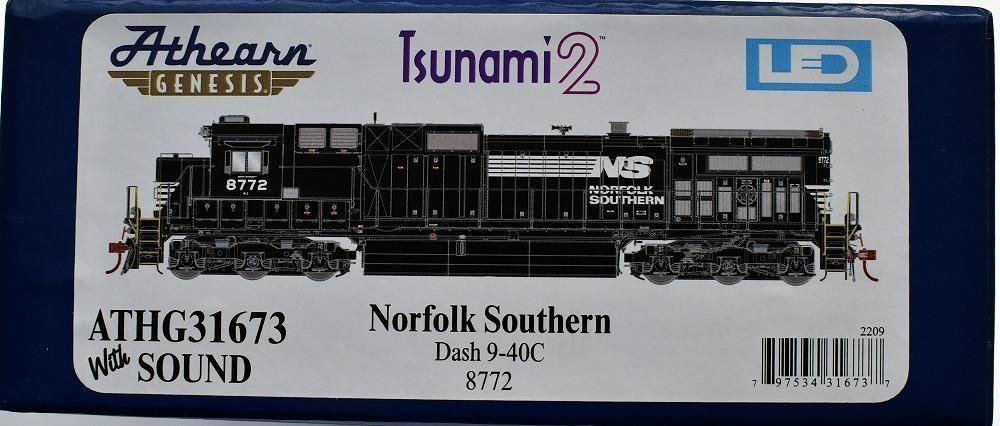 Athearn
GENESIS®
Tsunami2™
LED
8772
8772
NS
NORFOLK
SOUTHERN
ATHG31673
With SOUND
Norfolk Southern
Dash 9-40C
8772
2209
7 97534 31673 7